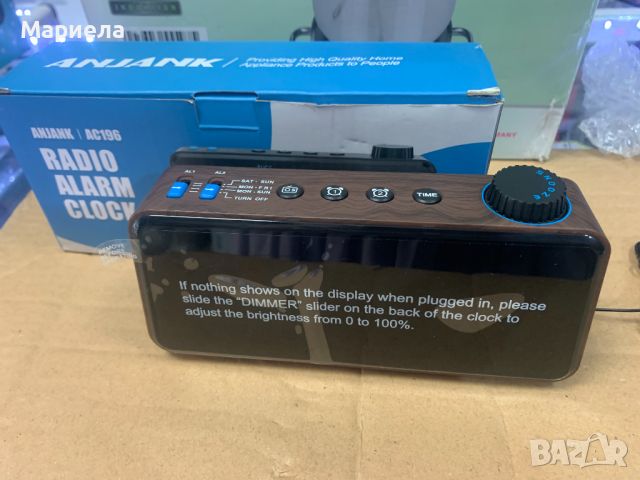 Мариела
ANJANK / Providing High Quality Home
Appliance Products to People
ANJANK | AC196
RADIO
ALARM
CLOCK
AL1 AL2
SAT - SUN
MON - FRI
MON - SUN
TURN OFF
TIME
SNOOZE
REMOVE
If nothing shows on the display when plugged in, please
slide the "DIMMER" slider on the back of the clock to
adjust the brightness from 0 to 100%.
bazar